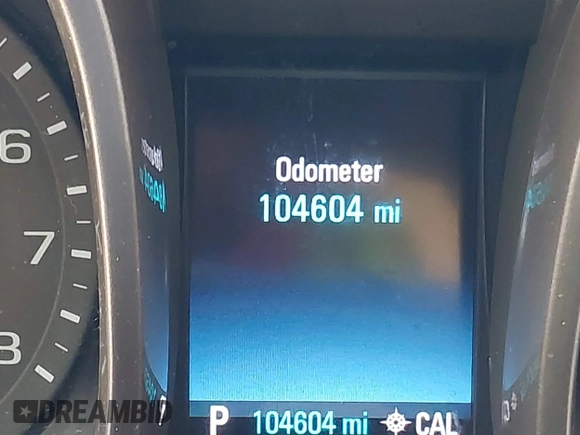 6
7
8
Odometer
104604 mi
P 104604 mi CAL
DREAMBID